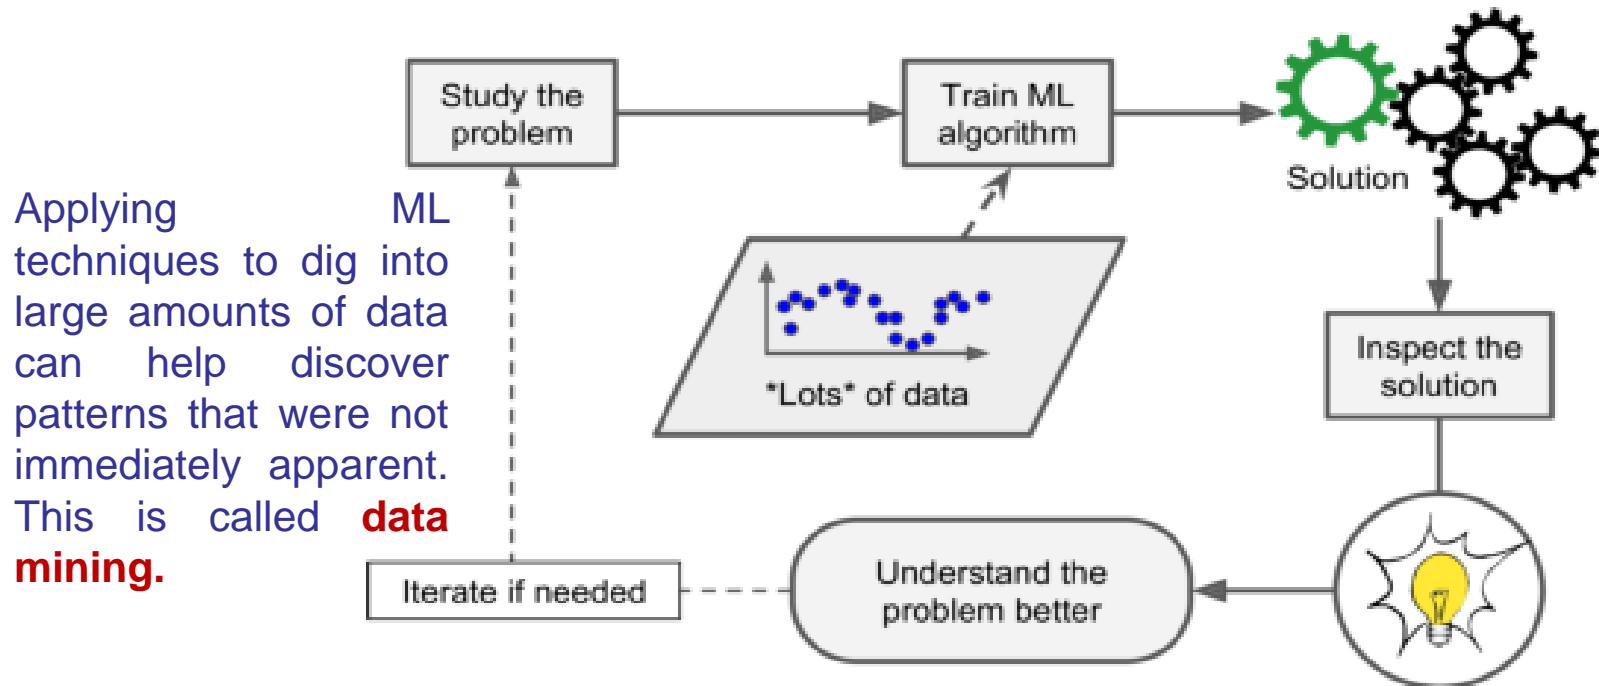 Study the
problem
Train ML
algorithm
Solution
Applying ML
techniques to dig into
large amounts of data
can help discover
patterns that were not
immediately apparent.
This is called data
mining.
*Lots* of data
Inspect the
solution
Understand the
problem better
Iterate if needed